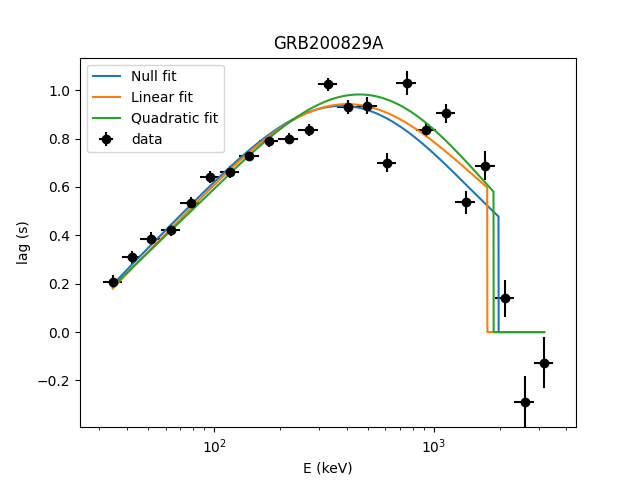 GRB200829A
Null fit
Linear fit
Quadratic fit
data
1.0
0.8
0.6
0.4
0.2
0.0
−0.2
lag (s)
10²
10³
E (keV)